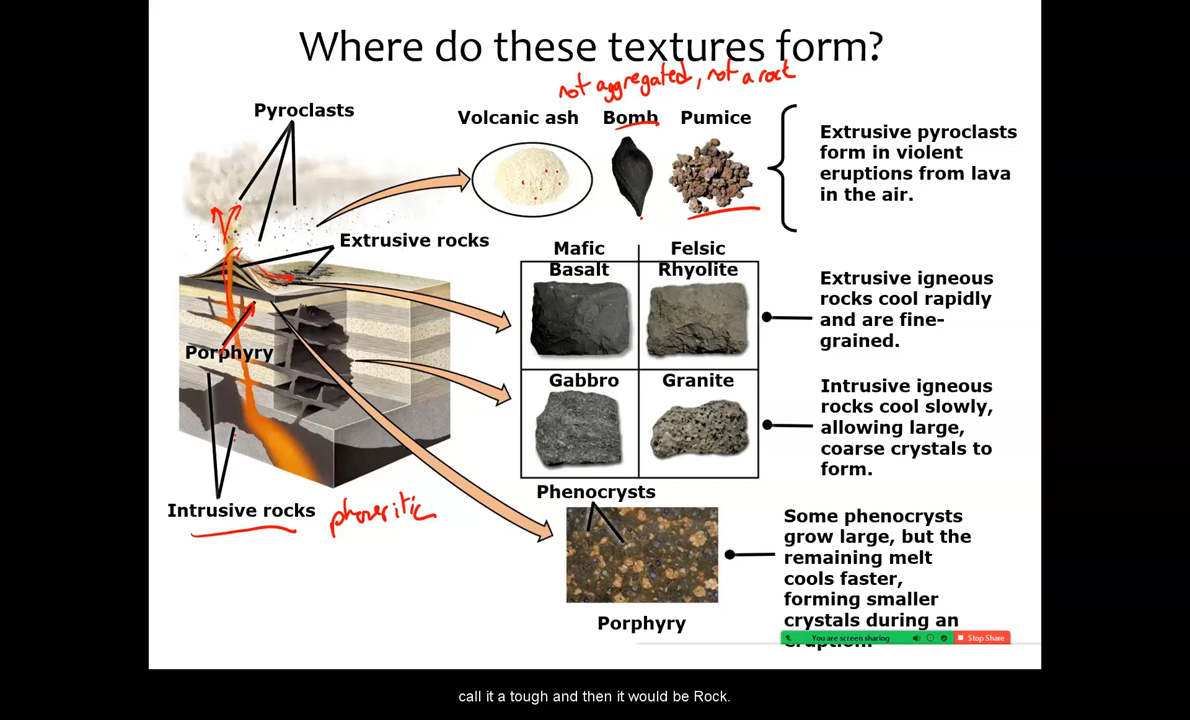 Where do these textures form?
not aggregated, not a rock
Pyroclasts
Volcanic ash
Bomb
Pumice
Extrusive pyroclasts
form in violent
eruptions from lava
in the air.
Extrusive rocks
Mafic
Basalt
Felsic
Rhyolite
Extrusive igneous
rocks cool rapidly
and are fine-
grained.
Porphyry
Gabbro
Granite
Intrusive igneous
rocks cool slowly,
allowing large,
coarse crystals to
form.
Intrusive rocks
Phenocrysts
Porphyry
Some phenocrysts
grow large, but the
remaining melt
cools faster,
forming smaller
crystals during an
eruption.
You are screen sharing
Stop Share
call it a tough and then it would be Rock.